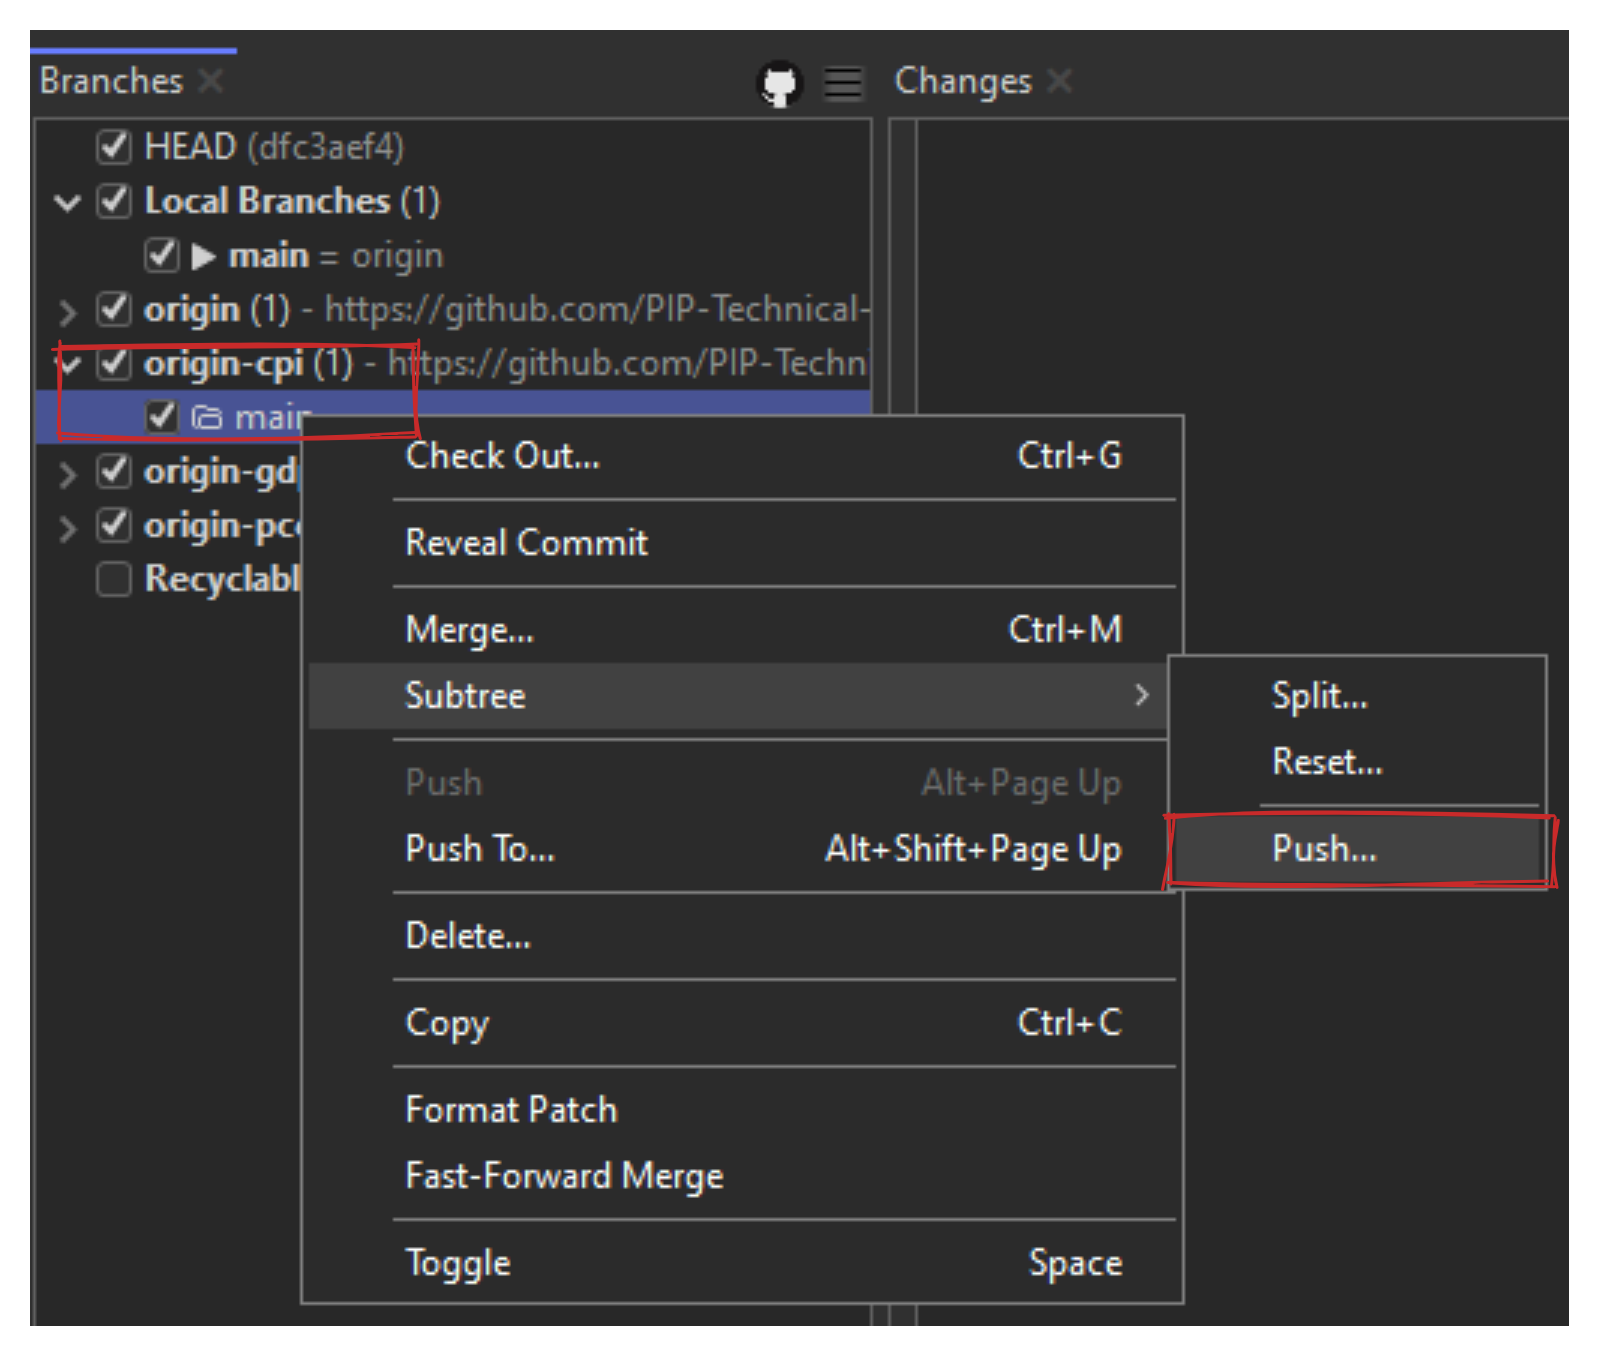 Branches
Changes
HEAD (dfc3aef4)
Local Branches (1)
main = origin
origin (1) - https://github.com/PIP-Technical-
origin-cpi (1) - https://github.com/PIP-Techn
main
origin-gd
origin-pc
Recyclabl
Check Out... Ctrl+G
Reveal Commit
Merge... Ctrl+M
Subtree
Push Alt+Page Up
Push To... Alt+Shift+Page Up
Delete...
Copy Ctrl+C
Format Patch
Fast-Forward Merge
Toggle Space
Split...
Reset...
Push...